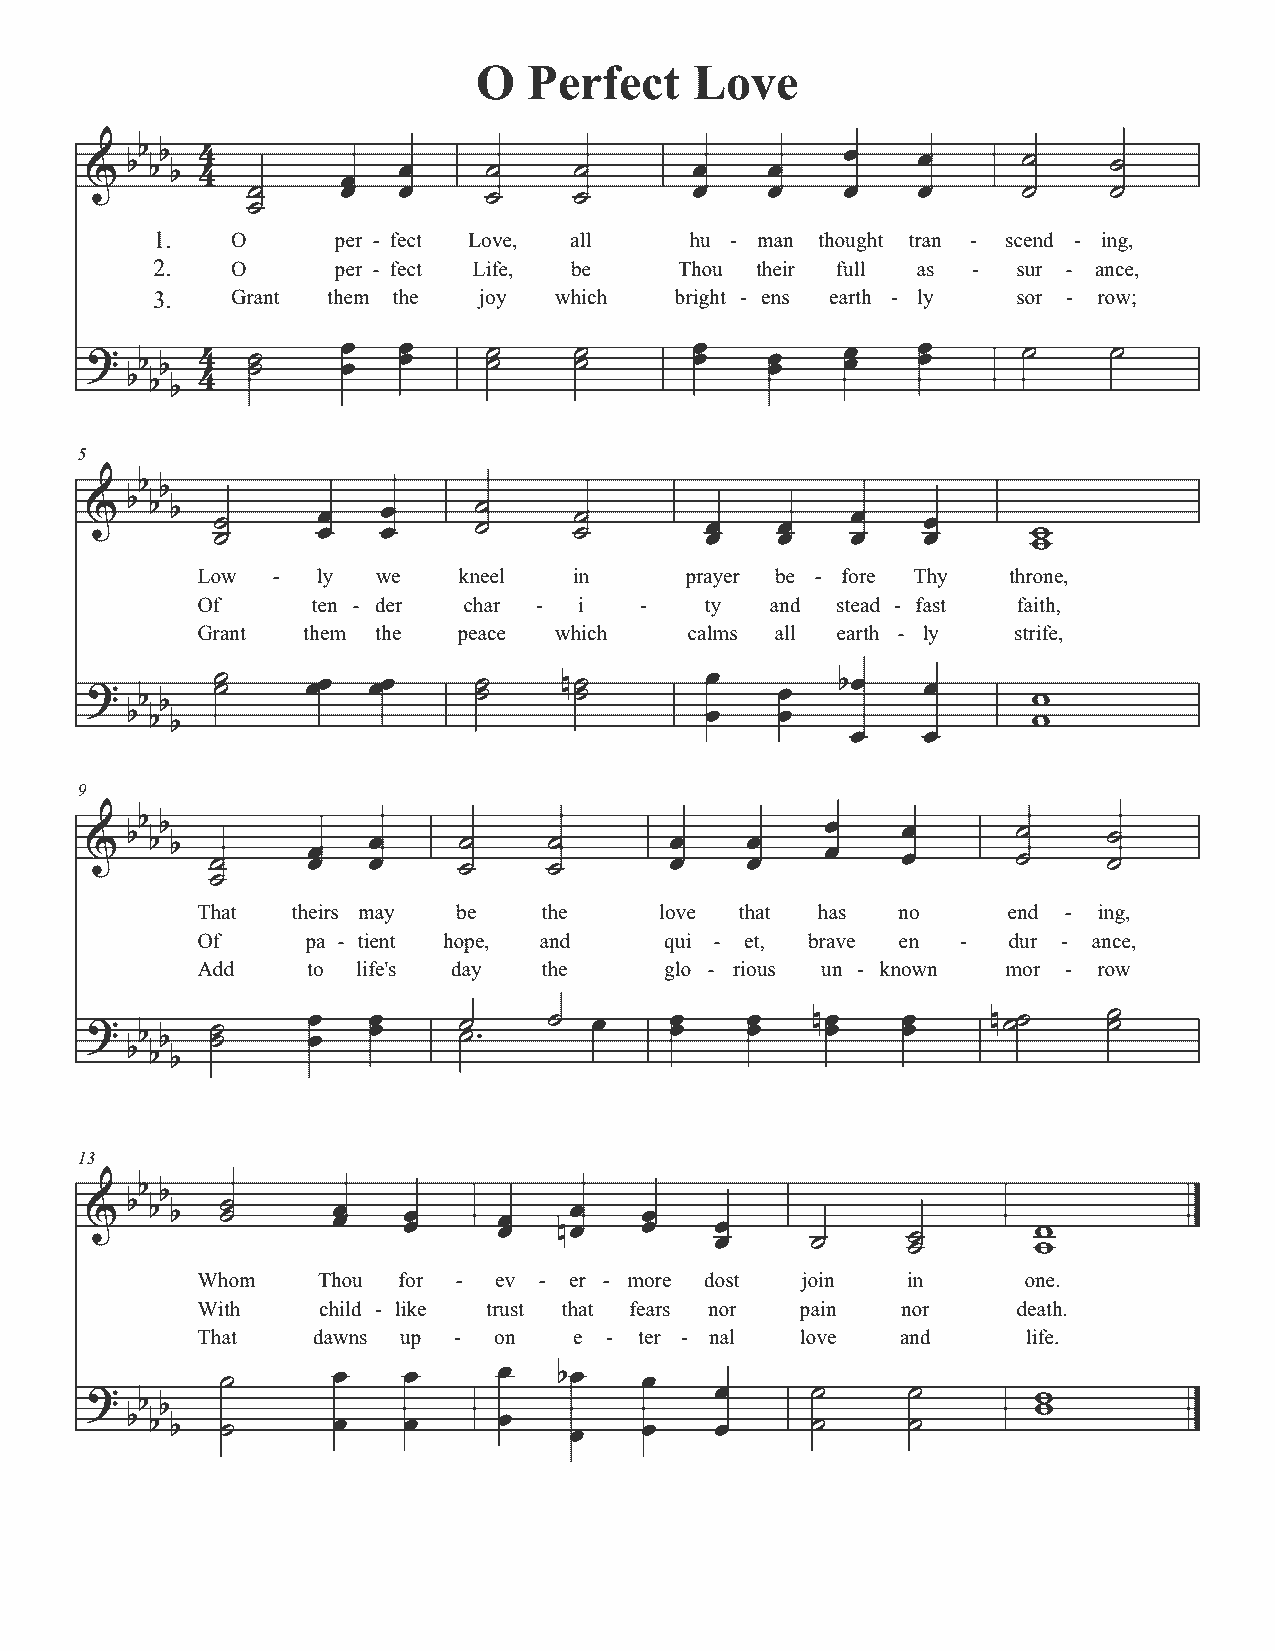 O Perfect Love
4
4
1. O per - fect Love, all hu - man thought tran - scend - ing,
2. O per - fect Life, be Thou their full as - sur - ance,
3. Grant them the joy which bright - ens earth - ly sor - row;
4
4
5
Low - ly we kneel in prayer be - fore Thy throne,
Of ten - der char - i - ty and stead - fast faith,
Grant them the peace which calms all earth - ly strife,
9
That theirs may be the love that has no end - ing,
Of pa - tient hope, and qui - et, brave en - dur - ance,
Add to life's day the glo - rious un - known mor - row
13
Whom Thou for - ev - er - more dost join in one.
With child - like trust that fears nor pain nor death.
That dawns up - on e - ter - nal love and life.